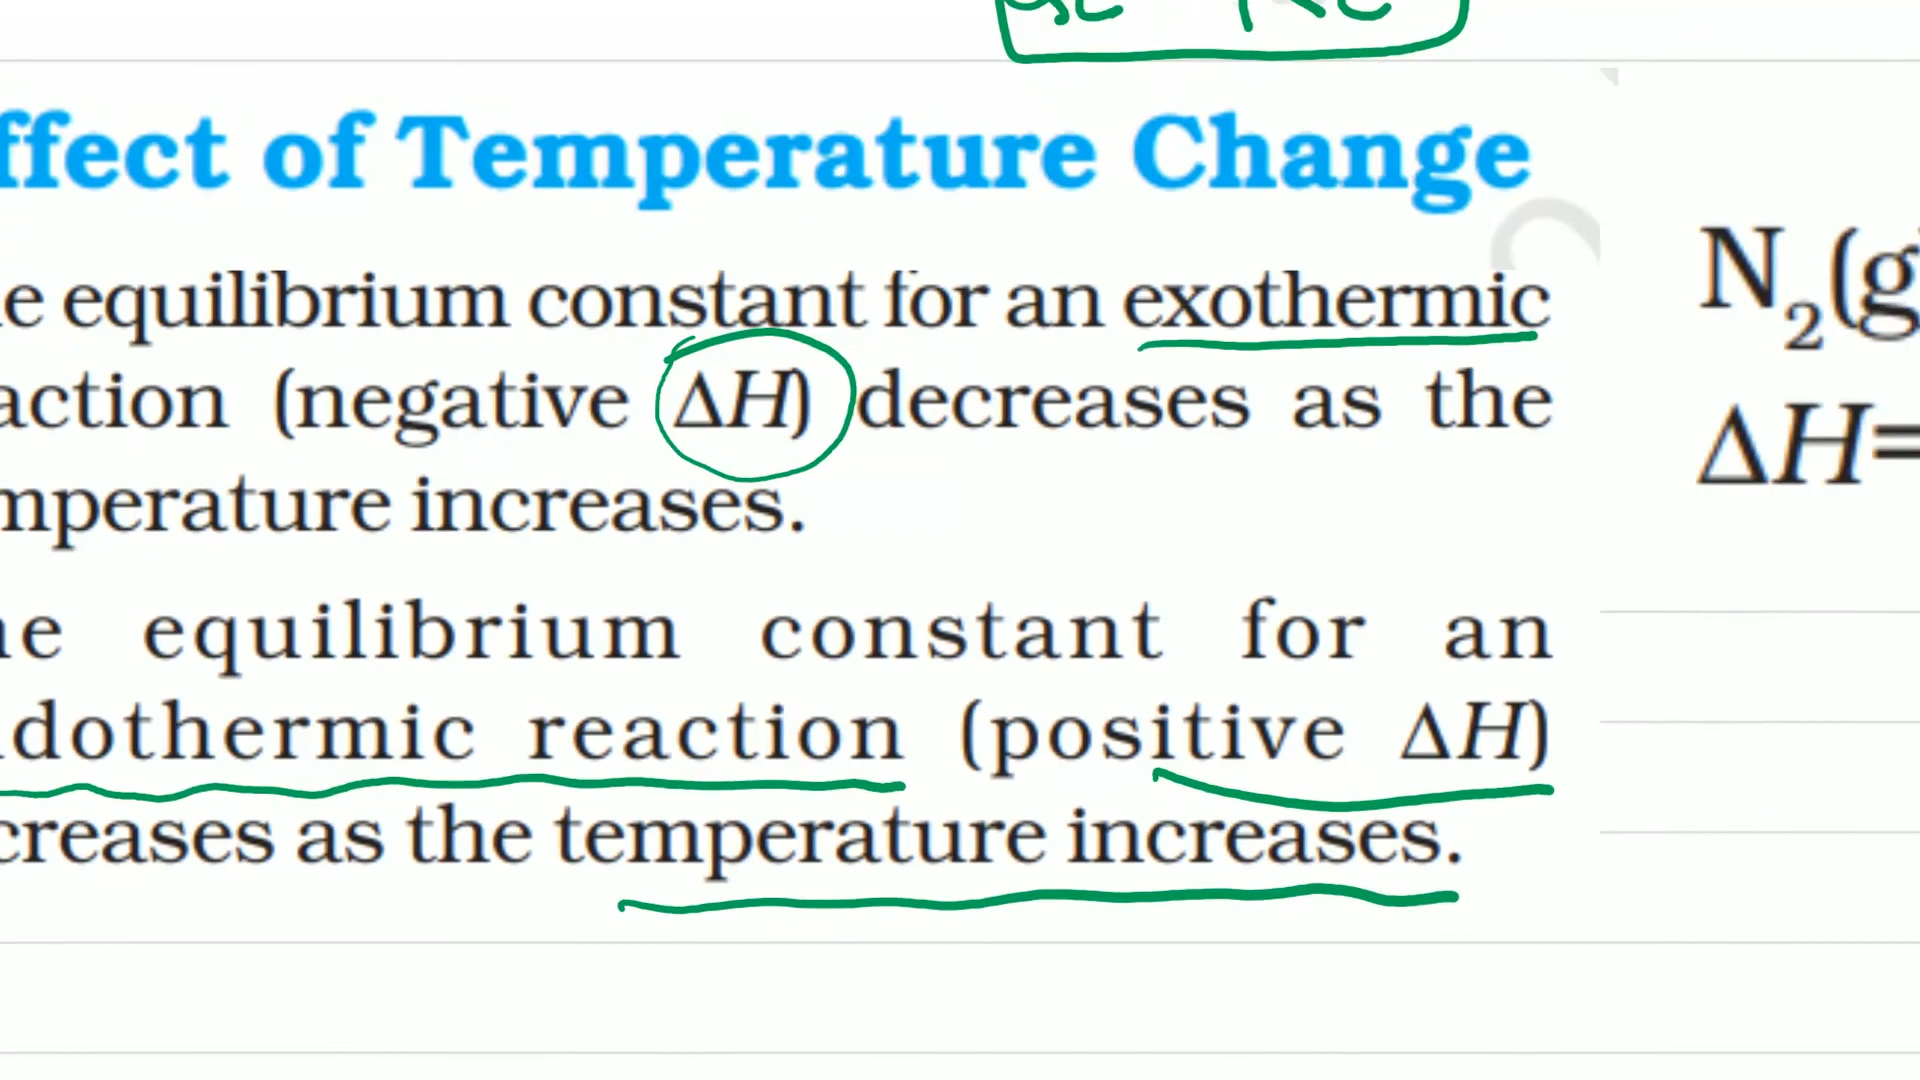 ffect of Temperature Change
e equilibrium constant for an exothermic
action (negative ΔH) decreases as the
mperature increases.
e equilibrium constant for an
dothermic reaction (positive ΔH)
creases as the temperature increases.
N₂(g
ΔH=